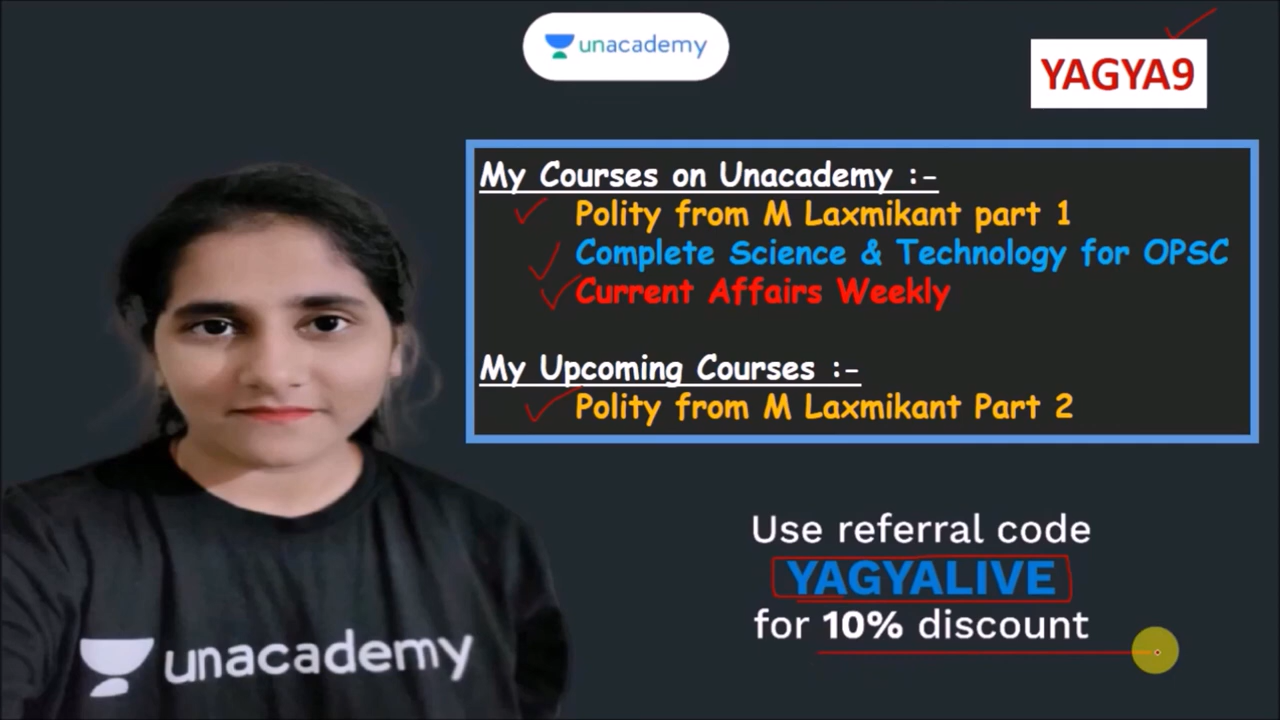 unacademy
YAGYA9
My Courses on Unacademy :-
Polity from M Laxmikant part 1
Complete Science & Technology for OPSC
Current Affairs Weekly
My Upcoming Courses :-
Polity from M Laxmikant Part 2
Use referral code
YAGYALIVE
for 10% discount
unacademy